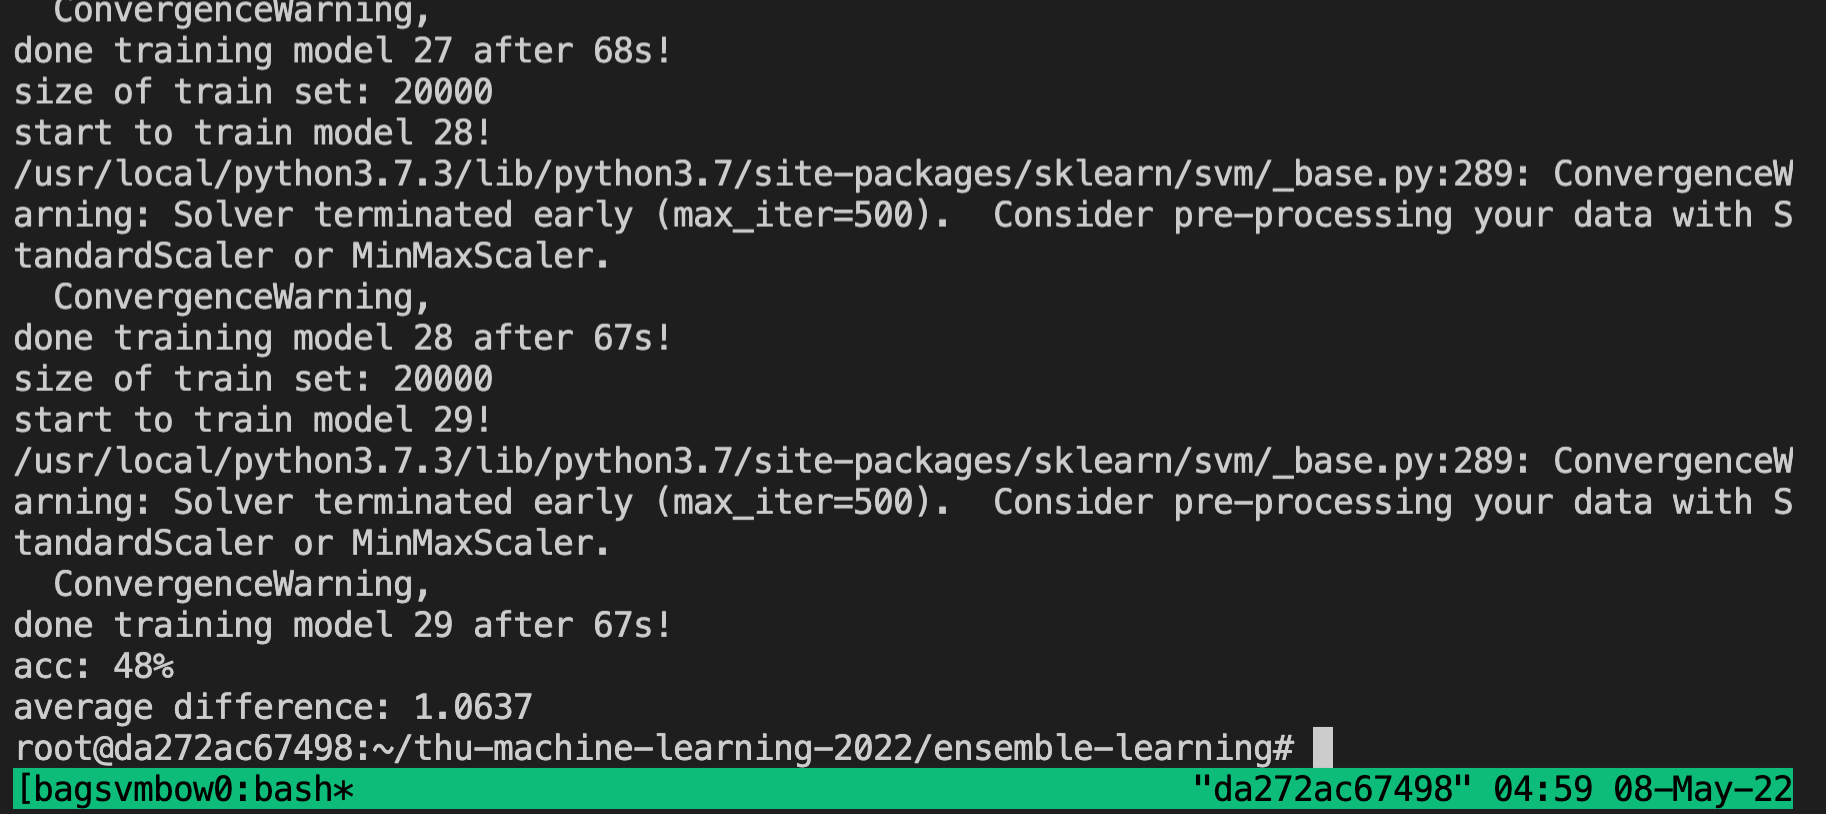 ConvergenceWarning,
done training model 27 after 68s!
size of train set: 20000
start to train model 28!
/usr/local/python3.7.3/lib/python3.7/site-packages/sklearn/svm/_base.py:289: ConvergenceW
arning: Solver terminated early (max_iter=500).  Consider pre-processing your data with S
tandardScaler or MinMaxScaler.
  ConvergenceWarning,
done training model 28 after 67s!
size of train set: 20000
start to train model 29!
/usr/local/python3.7.3/lib/python3.7/site-packages/sklearn/svm/_base.py:289: ConvergenceW
arning: Solver terminated early (max_iter=500).  Consider pre-processing your data with S
tandardScaler or MinMaxScaler.
  ConvergenceWarning,
done training model 29 after 67s!
acc: 48%
average difference: 1.0637
root@da272ac67498:~/thu-machine-learning-2022/ensemble-learning#
[bagsvmbow0:bash* "da272ac67498" 04:59 08-May-22